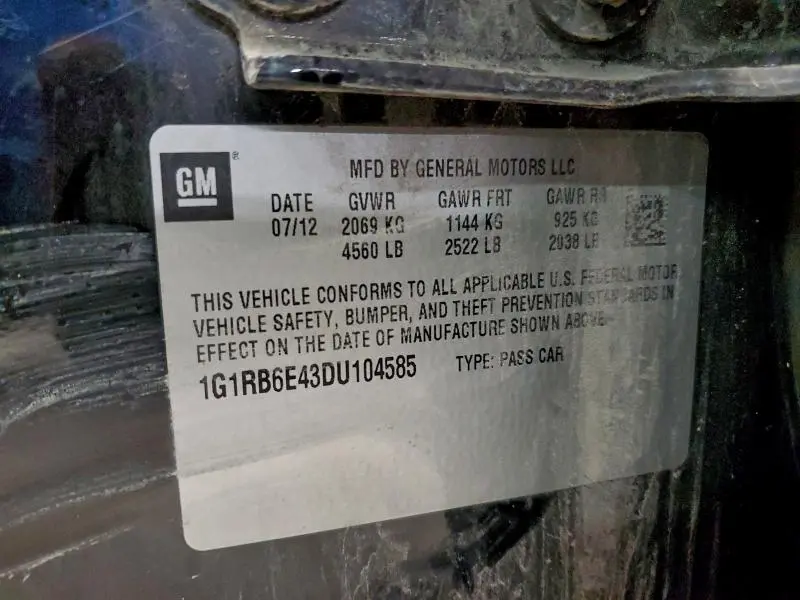 GM®
MFD BY GENERAL MOTORS LLC
DATE GVWR GAWR FRT GAWR RR
07/12 2069 KG 1144 KG 925 KG
4560 LB 2522 LB 2038 LB
THIS VEHICLE CONFORMS TO ALL APPLICABLE U.S. FEDERAL MOTOR
VEHICLE SAFETY, BUMPER, AND THEFT PREVENTION STANDARDS IN
EFFECT ON THE DATE OF MANUFACTURE SHOWN ABOVE.
1G1RB6E43DU104585 TYPE: PASS CAR